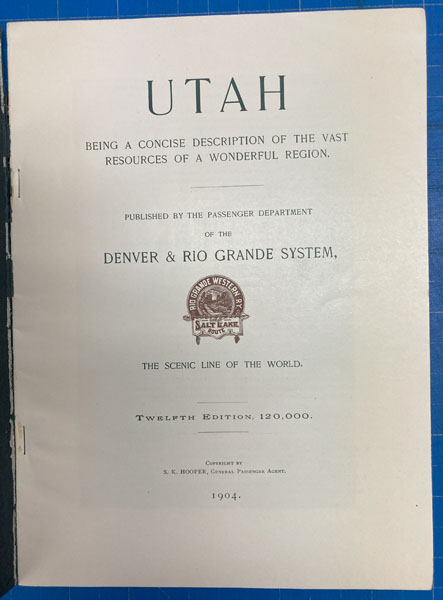 UTAH
BEING A CONCISE DESCRIPTION OF THE VAST
RESOURCES OF A WONDERFUL REGION.
PUBLISHED BY THE PASSENGER DEPARTMENT
OF THE
DENVER & RIO GRANDE SYSTEM,
RIO GRANDE WESTERN RY.
SALT LAKE
ROUTE
THE SCENIC LINE OF THE WORLD.
TWELFTH EDITION, 120,000.
COPYRIGHT BY
S. K. HOOPER, GENERAL PASSENGER AGENT.
1904.